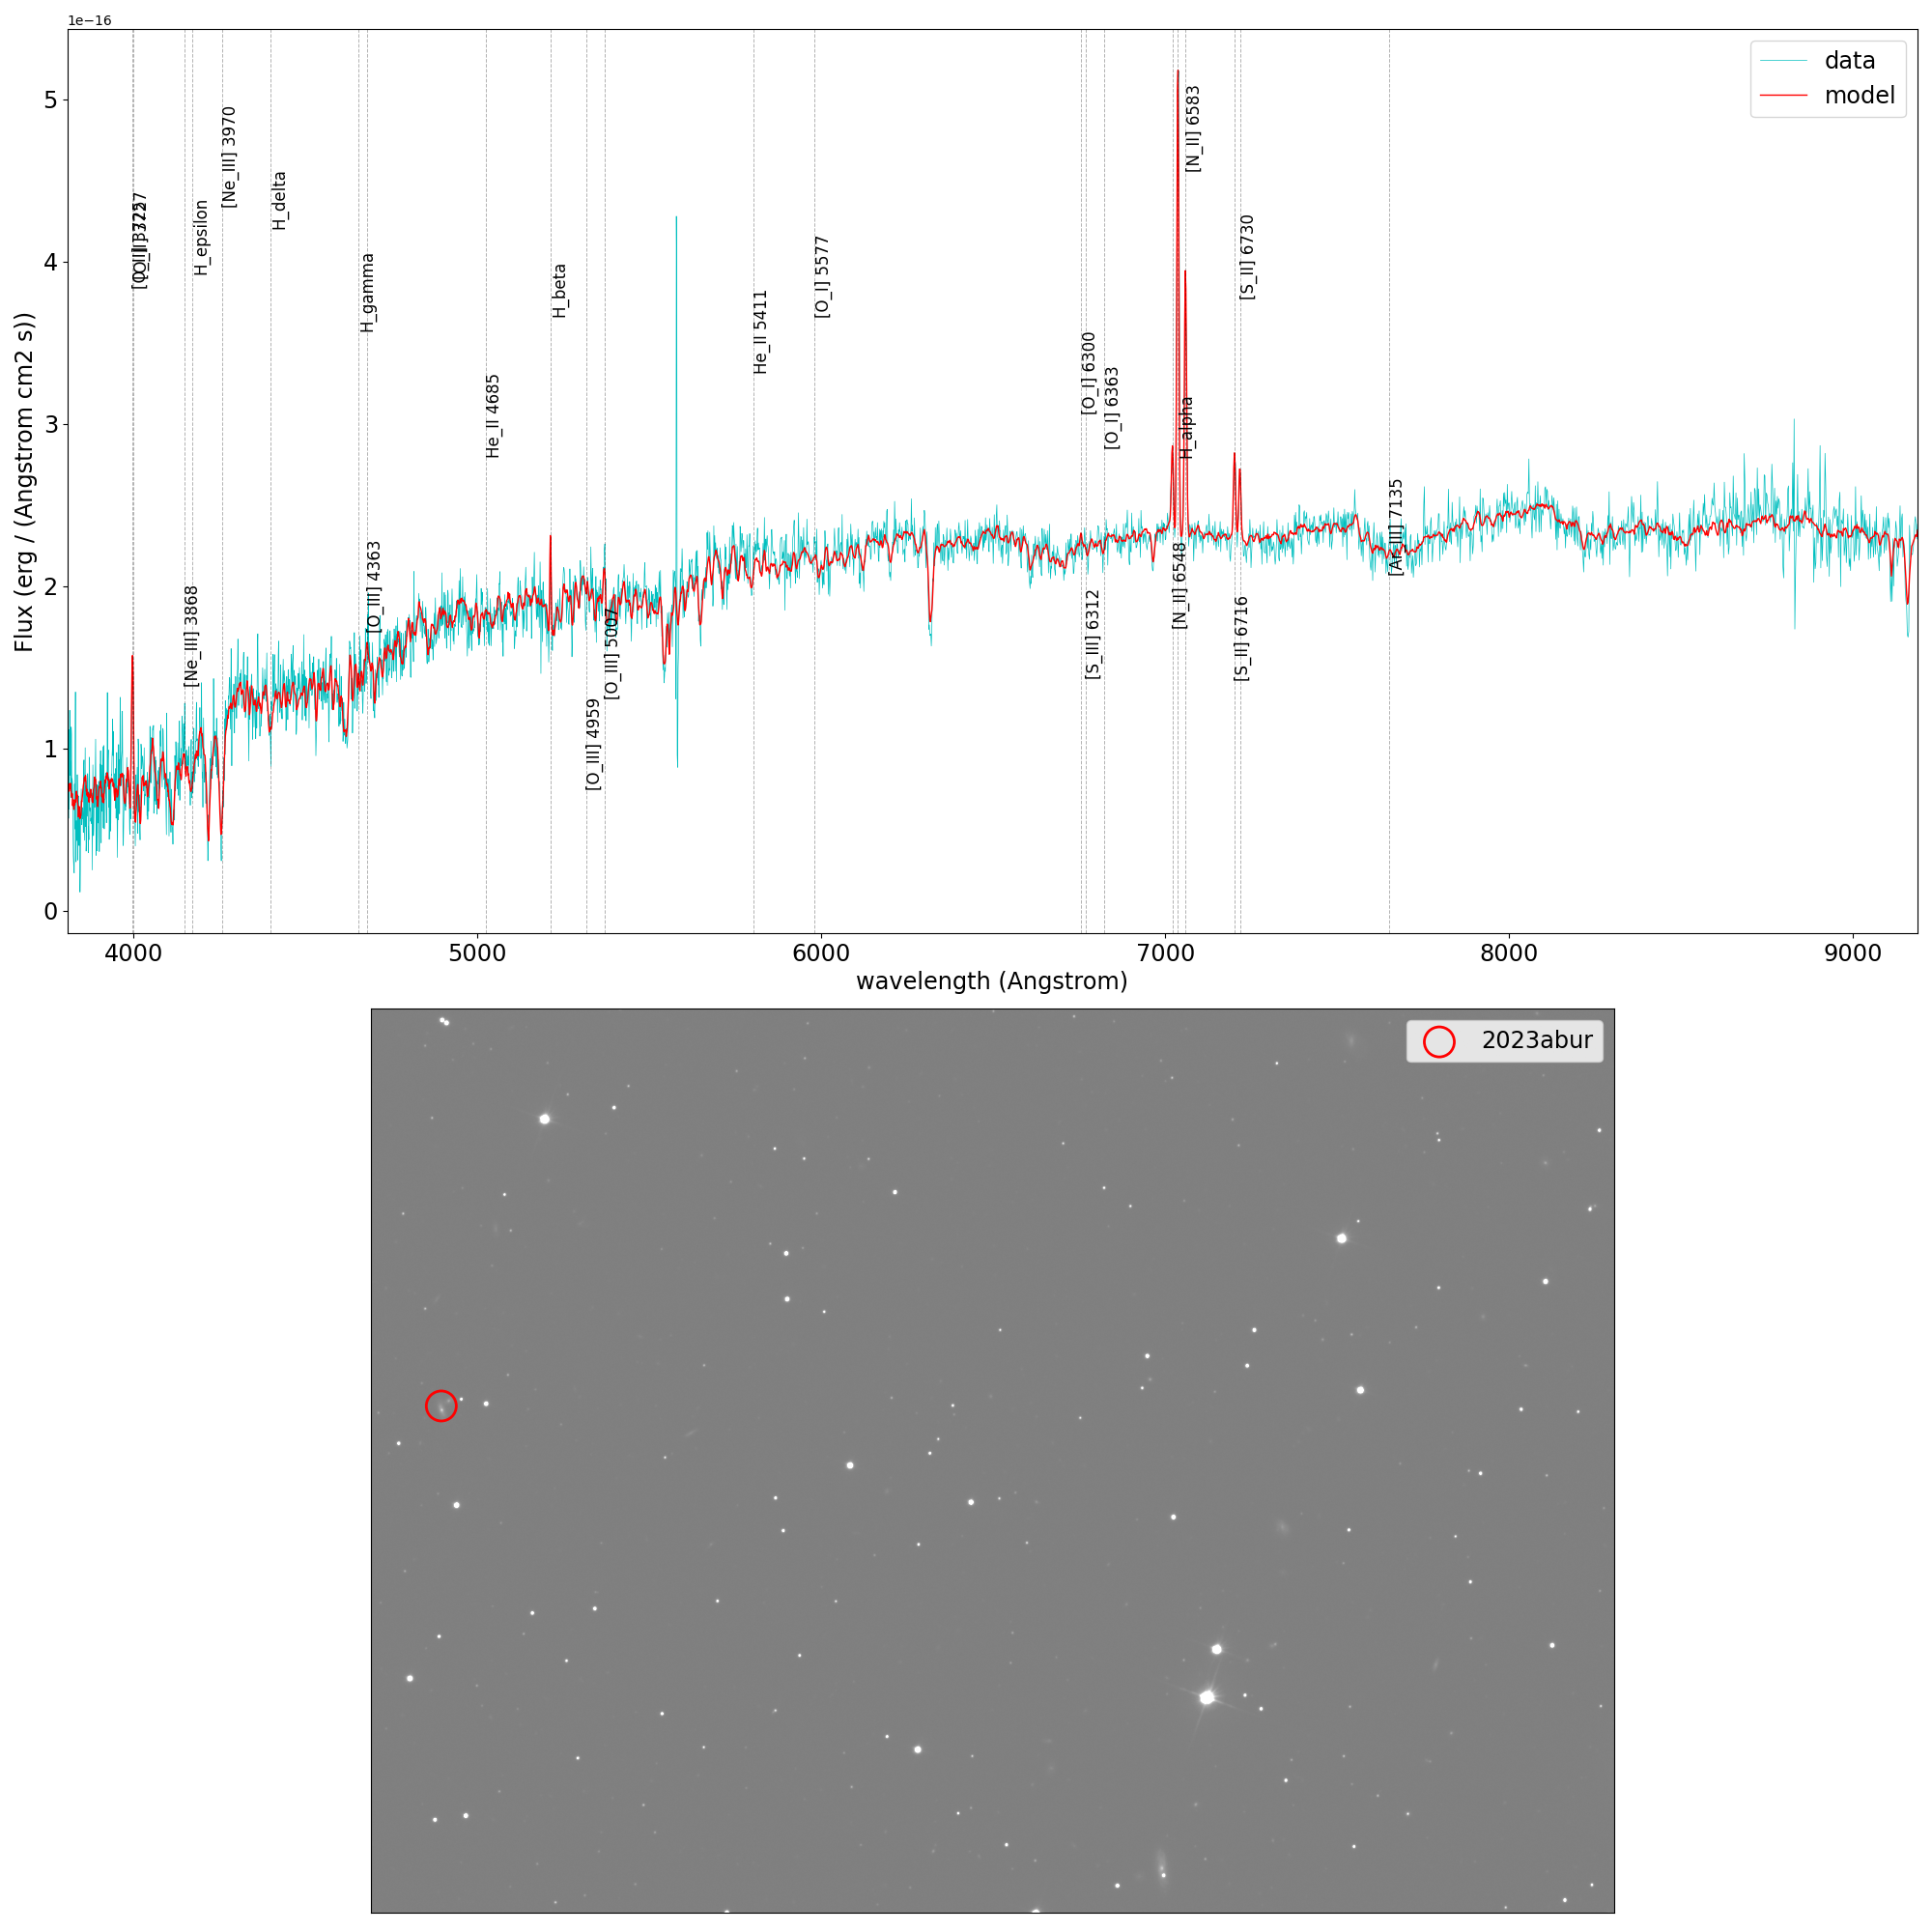 1e−16
data
model
5
4
3
2
1
0
Flux (erg / (Angstrom cm2 s))
[Ne_III] 3868
H_epsilon
[Ne_III] 3970
H_delta
H_gamma
[O_III] 4363
He_II 4685
H_beta
[O_III] 4959
[O_III] 5007
He_II 5411
[O_I] 5577
[O_I] 6300
[S_III] 6312
[O_I] 6363
[N_II] 6548
H_alpha
[N_II] 6583
[S_II] 6716
[S_II] 6730
[Ar_III] 7135
4000 5000 6000 7000 8000 9000
wavelength (Angstrom)
2023abur